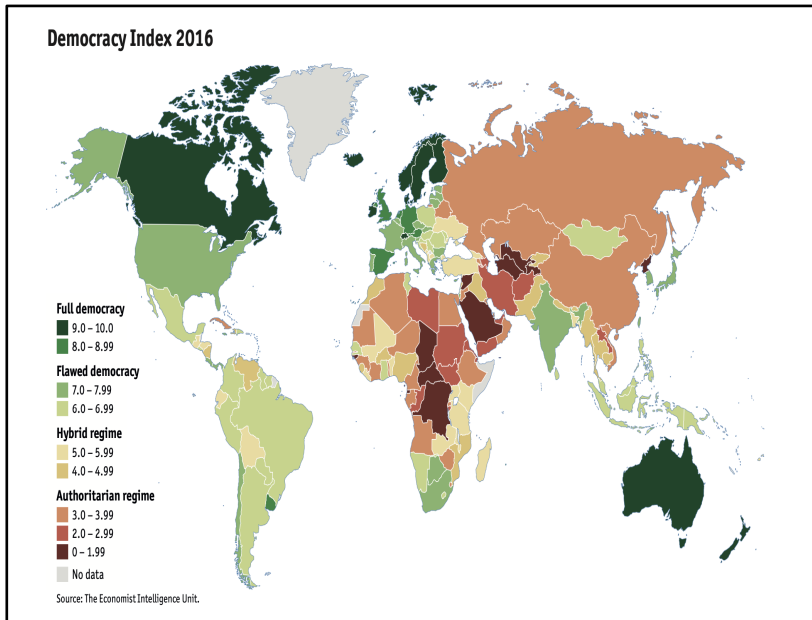 Democracy Index 2016
Full democracy
9.0 – 10.0
8.0 – 8.99
Flawed democracy
7.0 – 7.99
6.0 – 6.99
Hybrid regime
5.0 – 5.99
4.0 – 4.99
Authoritarian regime
3.0 – 3.99
2.0 – 2.99
0 – 1.99
No data
Source: The Economist Intelligence Unit.